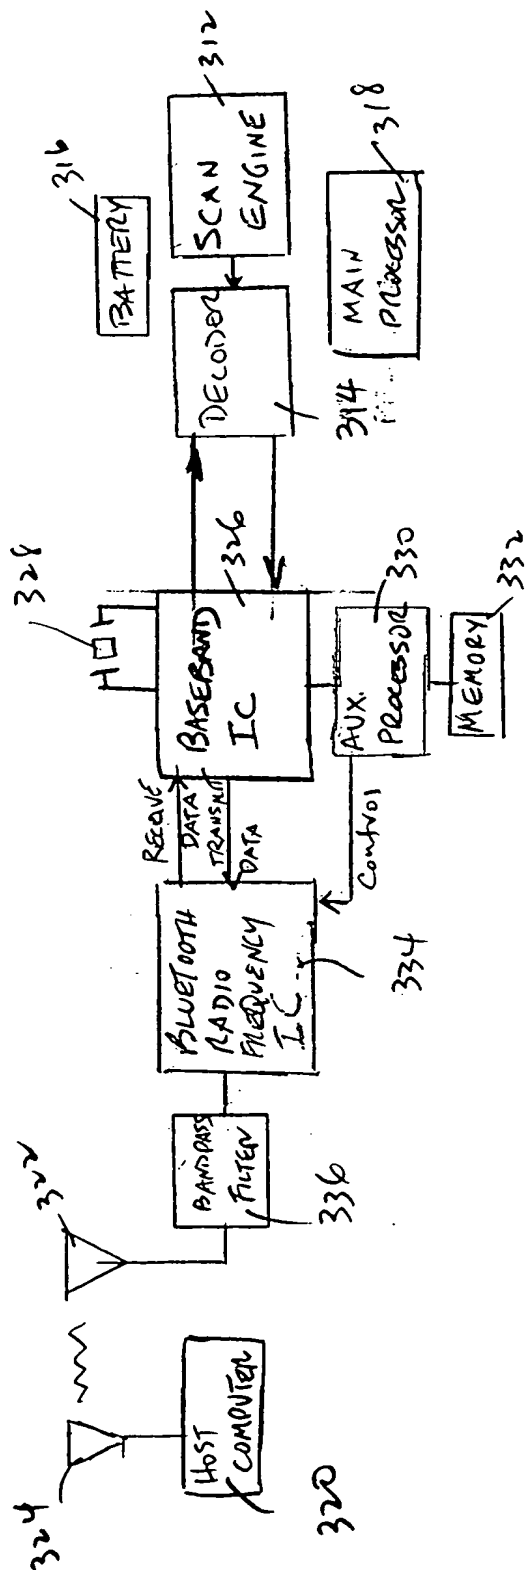 324
322
HOST
COMPUTER
320
BANDPASS
FILTER
336
BLUETOOTH
RADIO
FREQUENCY
IC
334
RECEIVE
DATA
TRANSMIT
DATA
Control
328
BASEBAND
IC
326
AUX.
PROCESSOR
330
MEMORY
332
BATTERY
316
DECODER
314
SCAN
ENGINE
312
MAIN
PROCESSOR
318